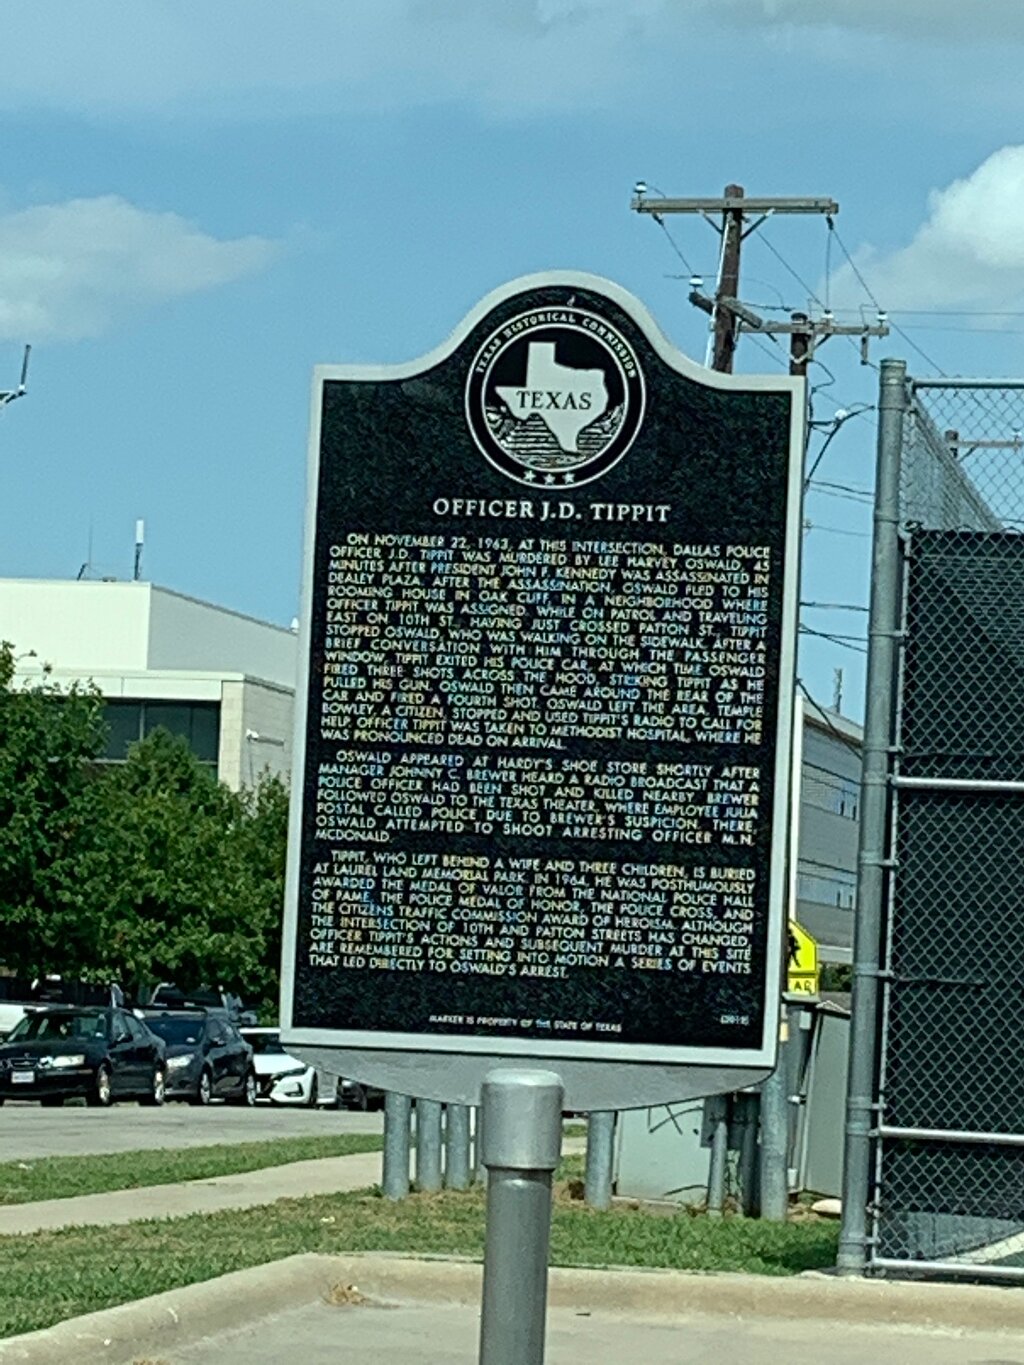 TEXAS HISTORICAL COMMISSION
TEXAS
OFFICER J.D. TIPPIT
ON NOVEMBER 22, 1963, AT THIS INTERSECTION, DALLAS POLICE
OFFICER J.D. TIPPIT WAS MURDERED BY LEE HARVEY OSWALD, 45
MINUTES AFTER PRESIDENT JOHN F. KENNEDY WAS ASSASSINATED IN
DEALEY PLAZA. AFTER THE ASSASSINATION, OSWALD FLED TO HIS
ROOMING HOUSE IN OAK CLIFF, IN A NEIGHBORHOOD WHERE
OFFICER TIPPIT WAS ASSIGNED. WHILE ON PATROL AND TRAVELING
EAST ON 10TH ST., HAVING JUST CROSSED PATTON ST., TIPPIT
STOPPED OSWALD, WHO WAS WALKING ON THE SIDEWALK. AFTER A
BRIEF CONVERSATION WITH HIM THROUGH THE PASSENGER
WINDOW, TIPPIT EXITED HIS POLICE CAR, AT WHICH TIME OSWALD
FIRED THREE SHOTS ACROSS THE HOOD, STRIKING TIPPIT AS HE
PULLED HIS GUN. OSWALD THEN CAME AROUND THE REAR OF THE
CAR AND FIRED A FOURTH SHOT. OSWALD LEFT THE AREA. TEMPLE
BOWLEY, A CITIZEN, STOPPED AND USED TIPPIT'S RADIO TO CALL FOR
HELP. OFFICER TIPPIT WAS TAKEN TO METHODIST HOSPITAL, WHERE HE
WAS PRONOUNCED DEAD ON ARRIVAL.
OSWALD APPEARED AT HARDY'S SHOE STORE SHORTLY AFTER
MANAGER JOHNNY C. BREWER HEARD A RADIO BROADCAST THAT A
POLICE OFFICER HAD BEEN SHOT AND KILLED NEARBY. BREWER
FOLLOWED OSWALD TO THE TEXAS THEATER, WHERE EMPLOYEE JULIA
POSTAL CALLED POLICE DUE TO BREWER'S SUSPICION. THERE,
OSWALD ATTEMPTED TO SHOOT ARRESTING OFFICER M.N.
MCDONALD.
TIPPIT, WHO LEFT BEHIND A WIFE AND THREE CHILDREN, IS BURIED
AT LAUREL LAND MEMORIAL PARK. IN 1964, HE WAS POSTHUMOUSLY
AWARDED THE MEDAL OF VALOR FROM THE NATIONAL POLICE HALL
OF FAME, THE POLICE MEDAL OF HONOR, THE POLICE CROSS, AND
THE CITIZENS TRAFFIC COMMISSION AWARD OF HEROISM. ALTHOUGH
THE INTERSECTION OF 10TH AND PATTON STREETS HAS CHANGED,
OFFICER TIPPIT'S ACTIONS AND SUBSEQUENT MURDER AT THIS SITE
ARE REMEMBERED FOR SETTING INTO MOTION A SERIES OF EVENTS
THAT LED DIRECTLY TO OSWALD'S ARREST.
MARKER IS PROPERTY OF THE STATE OF TEXAS